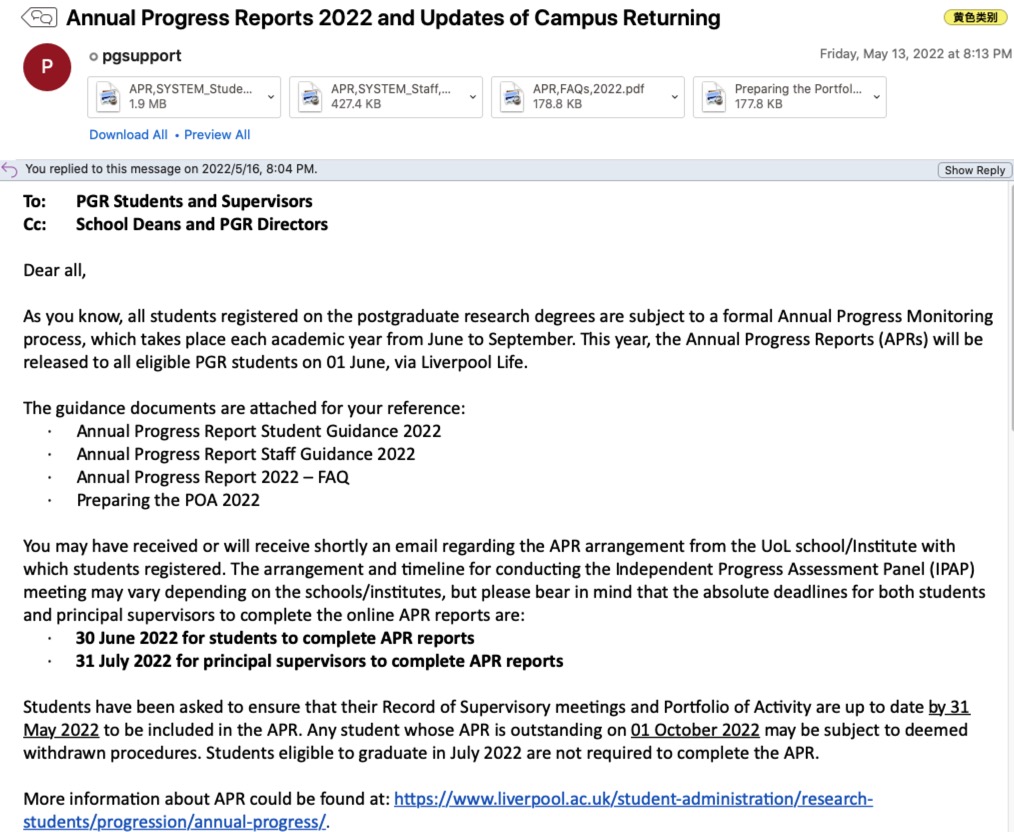 Annual Progress Reports 2022 and Updates of Campus Returning
黄色类别
P
pgsupport
Friday, May 13, 2022 at 8:13 PM
APR,SYSTEM_Stude...
1.9 MB
APR,SYSTEM_Staff,...
427.4 KB
APR,FAQs,2022.pdf
178.8 KB
Preparing the Portfol...
177.8 KB
Download All • Preview All
You replied to this message on 2022/5/16, 8:04 PM.
Show Reply
To: PGR Students and Supervisors
Cc: School Deans and PGR Directors
Dear all,
As you know, all students registered on the postgraduate research degrees are subject to a formal Annual Progress Monitoring
process, which takes place each academic year from June to September. This year, the Annual Progress Reports (APRs) will be
released to all eligible PGR students on 01 June, via Liverpool Life.
The guidance documents are attached for your reference:
· Annual Progress Report Student Guidance 2022
· Annual Progress Report Staff Guidance 2022
· Annual Progress Report 2022 – FAQ
· Preparing the POA 2022
You may have received or will receive shortly an email regarding the APR arrangement from the UoL school/Institute with
which students registered. The arrangement and timeline for conducting the Independent Progress Assessment Panel (IPAP)
meeting may vary depending on the schools/institutes, but please bear in mind that the absolute deadlines for both students
and principal supervisors to complete the online APR reports are:
· 30 June 2022 for students to complete APR reports
· 31 July 2022 for principal supervisors to complete APR reports
Students have been asked to ensure that their Record of Supervisory meetings and Portfolio of Activity are up to date by 31
May 2022 to be included in the APR. Any student whose APR is outstanding on 01 October 2022 may be subject to deemed
withdrawn procedures. Students eligible to graduate in July 2022 are not required to complete the APR.
More information about APR could be found at: https://www.liverpool.ac.uk/student-administration/research-
students/progression/annual-progress/.